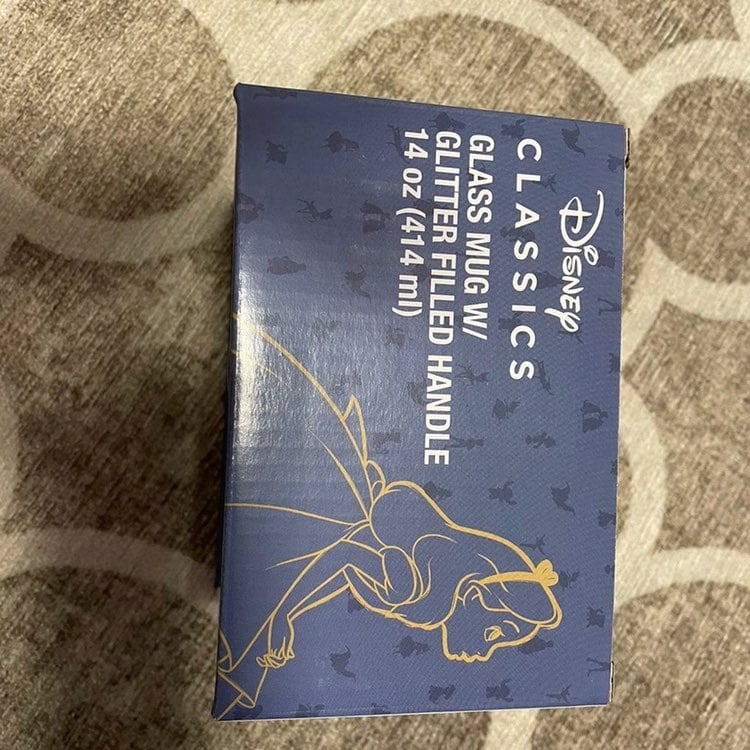 Disney
CLASSICS
GLASS MUG W/
GLITTER FILLED HANDLE
14 oz (414 ml)